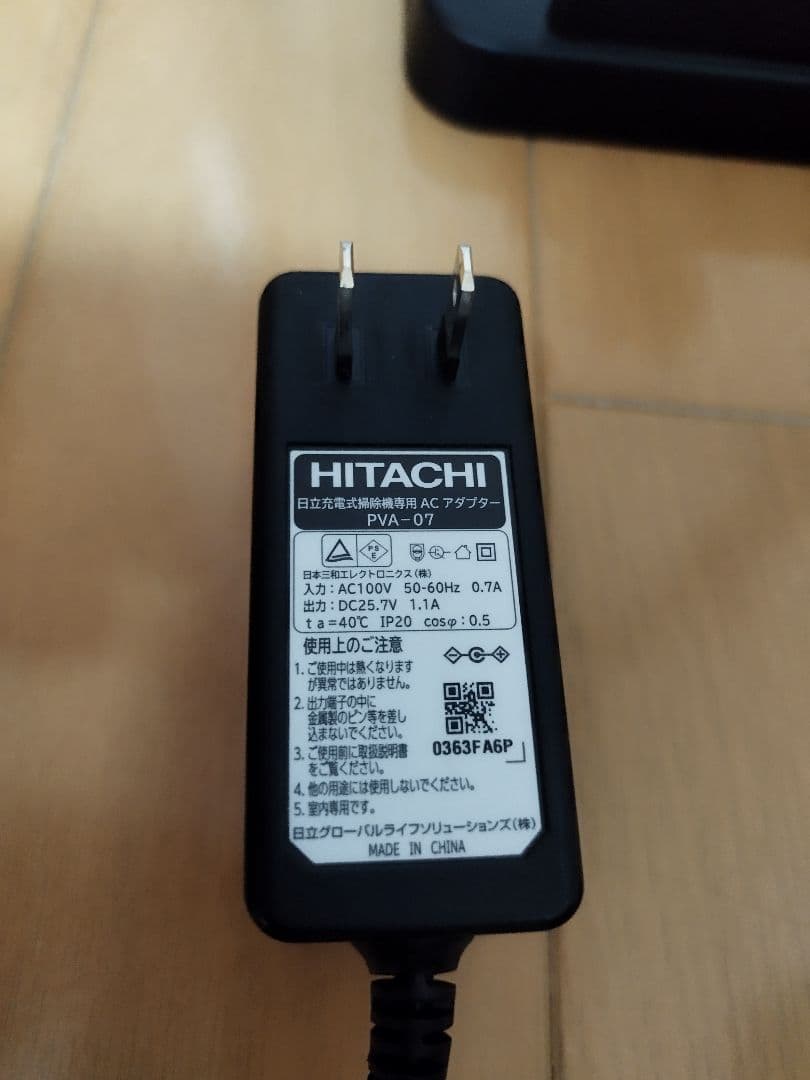 HITACHI
日立充電式掃除機専用 AC アダプター
PVA-07
PS
E
日本三和エレクトロニクス(株)
入力:AC100V 50-60Hz 0.7A
出力:DC25.7V 1.1A
ta=40℃ IP20 cosφ:0.5
使用上のご注意
1. ご使用中は熱くなります
が異常ではありません。
2. 出力端子の中に
金属製のピン等を差し
込まないでください。
3. ご使用前に取扱説明書
をご覧ください。
4. 他の用途には使用しないでください。
5. 室内専用です。
0363FA6P
日立グローバルライフソリューションズ(株)
MADE IN CHINA